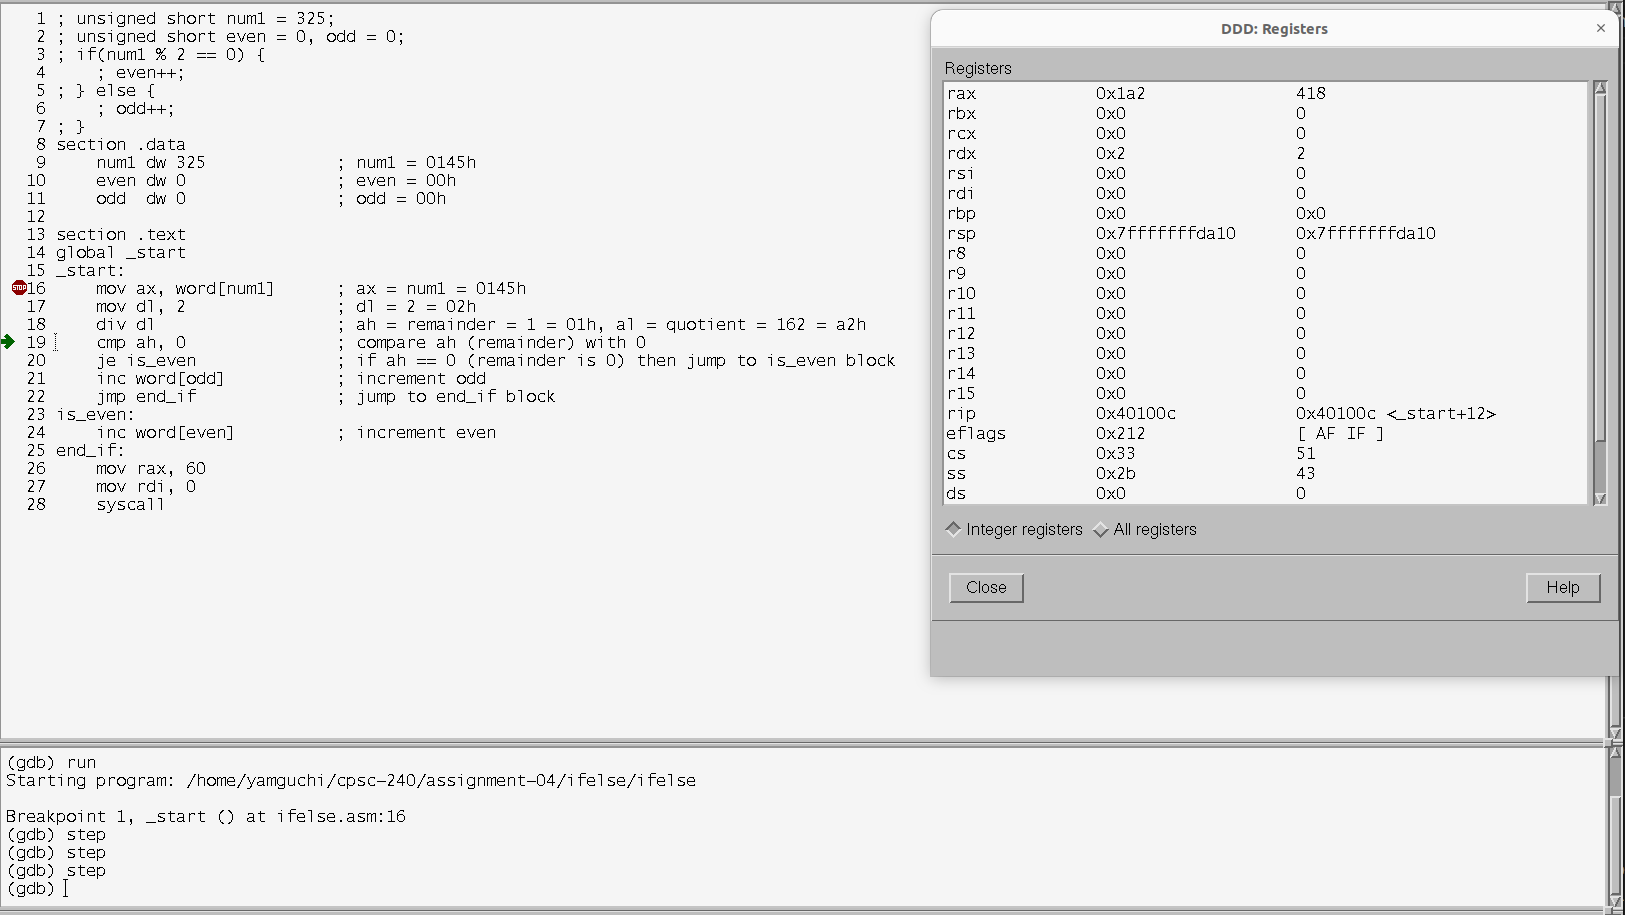 1 ; unsigned short num1 = 325;
2 ; unsigned short even = 0, odd = 0;
3 ; if(num1 % 2 == 0) {
4     ; even++;
5 ; } else {
6     ; odd++;
7 ; }
8 section .data
9     num1 dw 325             ; num1 = 0145h
10     even dw 0               ; even = 00h
11     odd  dw 0               ; odd = 00h
12
13 section .text
14 global _start
15 _start:
STOP 16     mov ax, word[num1]      ; ax = num1 = 0145h
17     mov dl, 2               ; dl = 2 = 02h
18     div dl                  ; ah = remainder = 1 = 01h, al = quotient = 162 = a2h
19     cmp ah, 0               ; compare ah (remainder) with 0
20     je is_even              ; if ah == 0 (remainder is 0) then jump to is_even block
21     inc word[odd]           ; increment odd
22     jmp end_if              ; jump to end_if block
23 is_even:
24     inc word[even]          ; increment even
25 end_if:
26     mov rax, 60
27     mov rdi, 0
28     syscall
DDD: Registers ×
Registers
rax 0x1a2 418
rbx 0x0 0
rcx 0x0 0
rdx 0x2 2
rsi 0x0 0
rdi 0x0 0
rbp 0x0 0x0
rsp 0x7fffffffda10 0x7fffffffda10
r8 0x0 0
r9 0x0 0
r10 0x0 0
r11 0x0 0
r12 0x0 0
r13 0x0 0
r14 0x0 0
r15 0x0 0
rip 0x40100c 0x40100c <_start+12>
eflags 0x212 [ AF IF ]
cs 0x33 51
ss 0x2b 43
ds 0x0 0
Integer registers All registers
Close Help
(gdb) run
Starting program: /home/yamguchi/cpsc-240/assignment-04/ifelse/ifelse
Breakpoint 1, _start () at ifelse.asm:16
(gdb) step
(gdb) step
(gdb) step
(gdb)